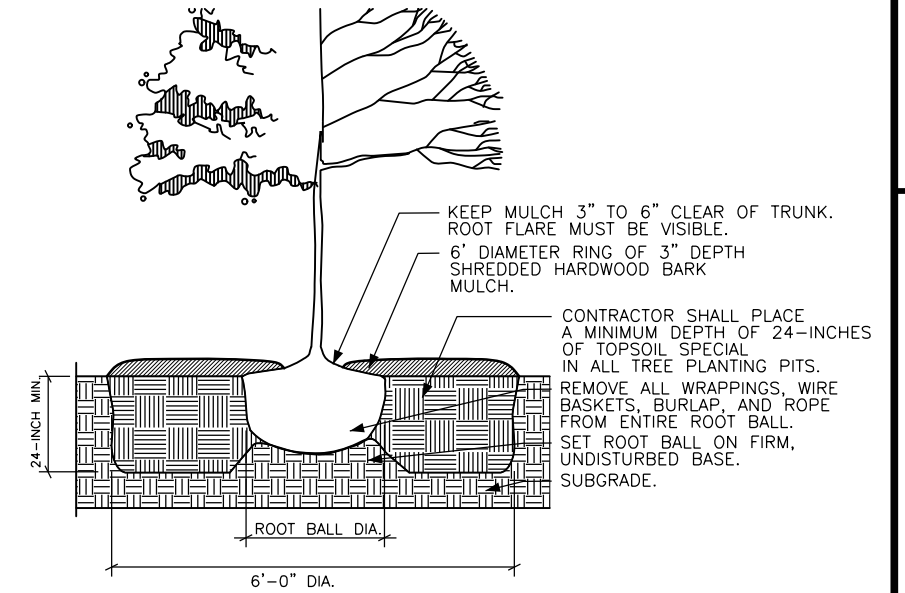 KEEP MULCH 3” TO 6” CLEAR OF TRUNK.
ROOT FLARE MUST BE VISIBLE.
6’ DIAMETER RING OF 3” DEPTH
SHREDDED HARDWOOD BARK
MULCH.
CONTRACTOR SHALL PLACE
A MINIMUM DEPTH OF 24–INCHES
OF TOPSOIL SPECIAL
IN ALL TREE PLANTING PITS.
REMOVE ALL WRAPPINGS, WIRE
BASKETS, BURLAP, AND ROPE
FROM ENTIRE ROOT BALL.
SET ROOT BALL ON FIRM,
UNDISTURBED BASE.
SUBGRADE.
24–INCH MIN.
ROOT BALL DIA.
6’–0” DIA.